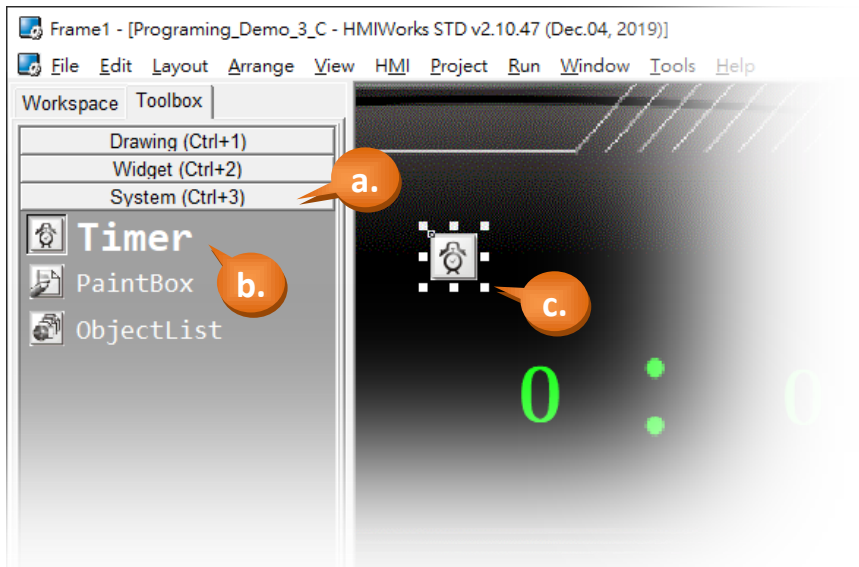 Frame1 - [Programing_Demo_3_C - HMIWorks STD v2.10.47 (Dec.04, 2019)]
File Edit Layout Arrange View HMI Project Run Window Tools Help
Workspace Toolbox
Drawing (Ctrl+1)
Widget (Ctrl+2)
System (Ctrl+3)
a.
Timer
b.
PaintBox
ObjectList
c.
0 : 0